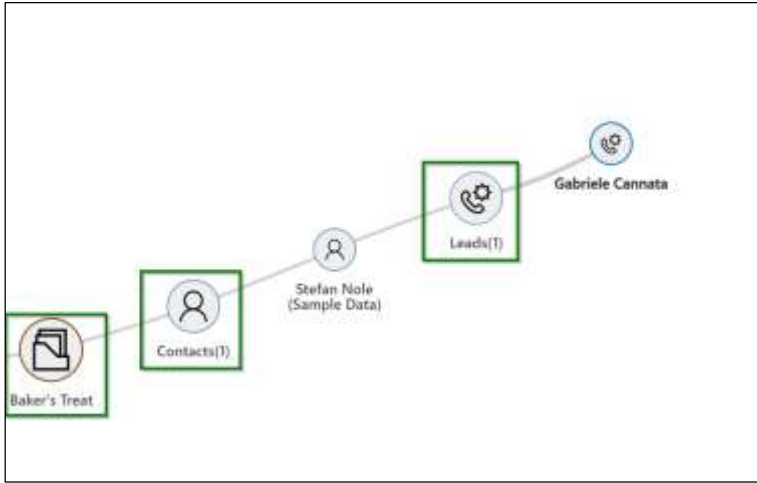 Gabriele Cannata
Leads(1)
Stefan Nole
(Sample Data)
Contacts(1)
Baker's Treat